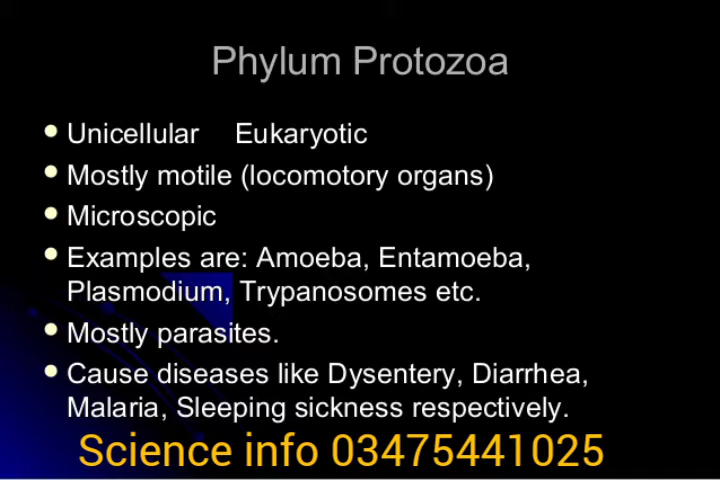 Phylum Protozoa
• Unicellular Eukaryotic
• Mostly motile (locomotory organs)
• Microscopic
• Examples are: Amoeba, Entamoeba,
Plasmodium, Trypanosomes etc.
• Mostly parasites.
• Cause diseases like Dysentery, Diarrhea,
Malaria, Sleeping sickness respectively.
Science info 03475441025